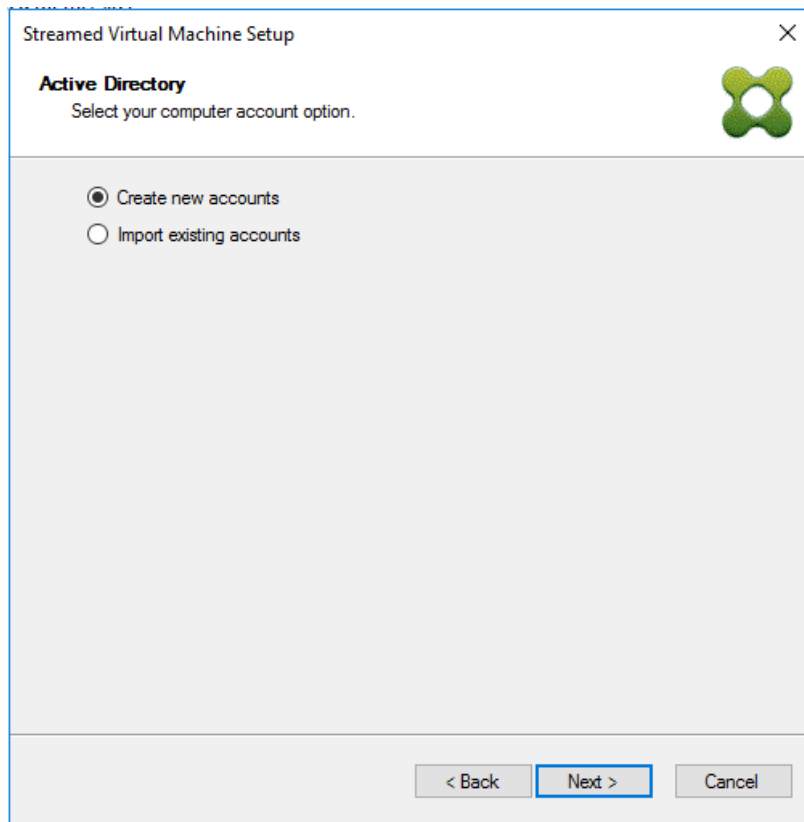 Streamed Virtual Machine Setup
Active Directory
Select your computer account option.
Create new accounts
Import existing accounts
< Back
Next >
Cancel